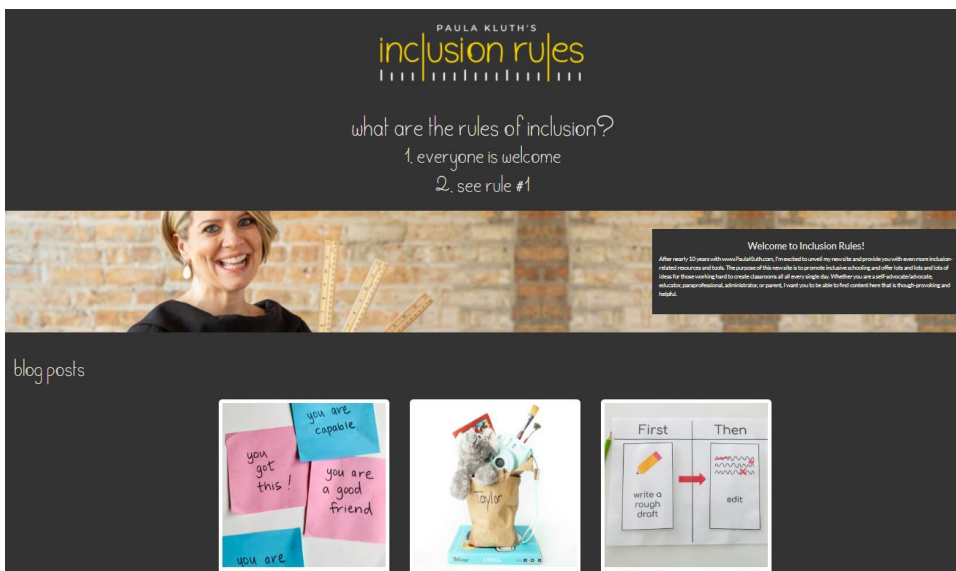 PAULA KLUTH'S
inclusion rules
what are the rules of inclusion?
1. everyone is welcome
2. see rule #1
Welcome to Inclusion Rules!
After nearly 10 years with www.PaulaKluth.com, I'm excited to unveil my new site and provide you with even more inclusion-
related resources and tools. The purpose of this new site is to promote inclusive schooling and offer lots and lots and lots of
ideas for those working hard to create classrooms all all every single day. Whether you are a self-advocate/advocate,
educator, paraprofessional, administrator, or parent, I want you to be able to find content here that is though-provoking and
helpful.
blog posts
you are
capable
you
got
this !
you are
a good
friend
you are
Taylor
First
Then
write a
rough
draft
edit